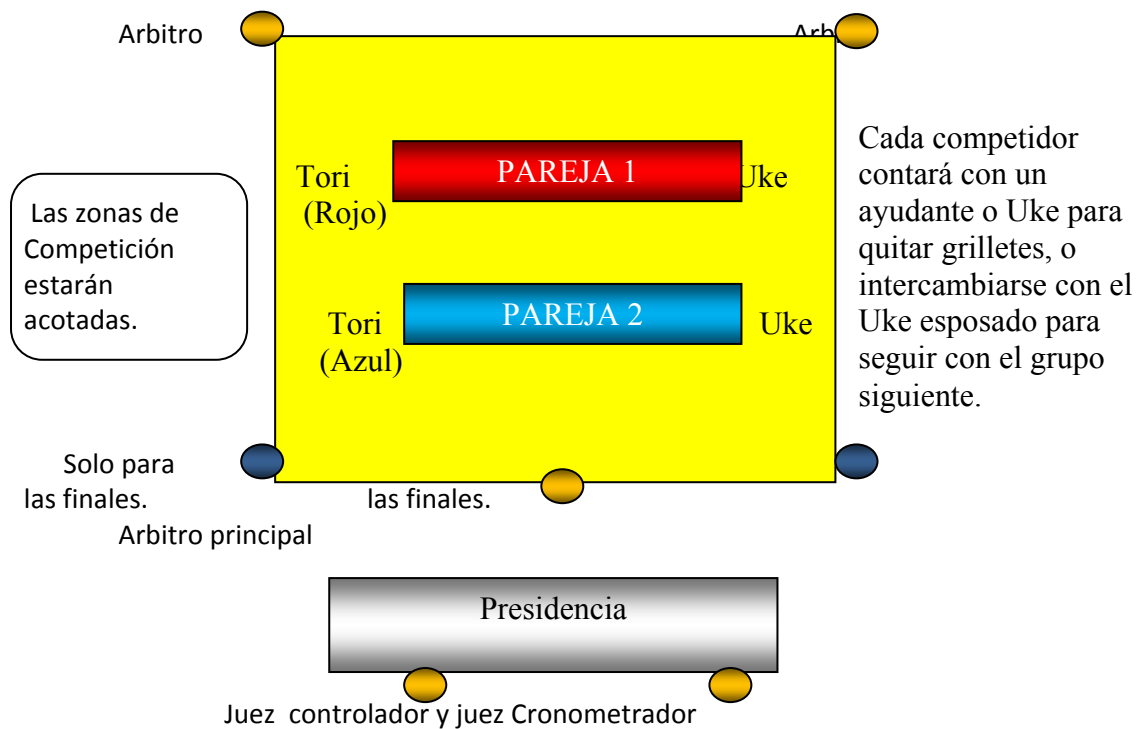 Arbitro
Tori
(Rojo)
PAREJA 1
Uke
Las zonas de
Competición
estarán
acotadas.
Cada competidor
contará con un
ayudante o Uke para
quitar grilletes, o
intercambiarse con el
Uke esposado para
seguir con el grupo
siguiente.
Tori
(Azul)
PAREJA 2
Uke
Solo para
las finales.
las finales.
Arbitro principal
Presidencia
Juez controlador y juez Cronometrador